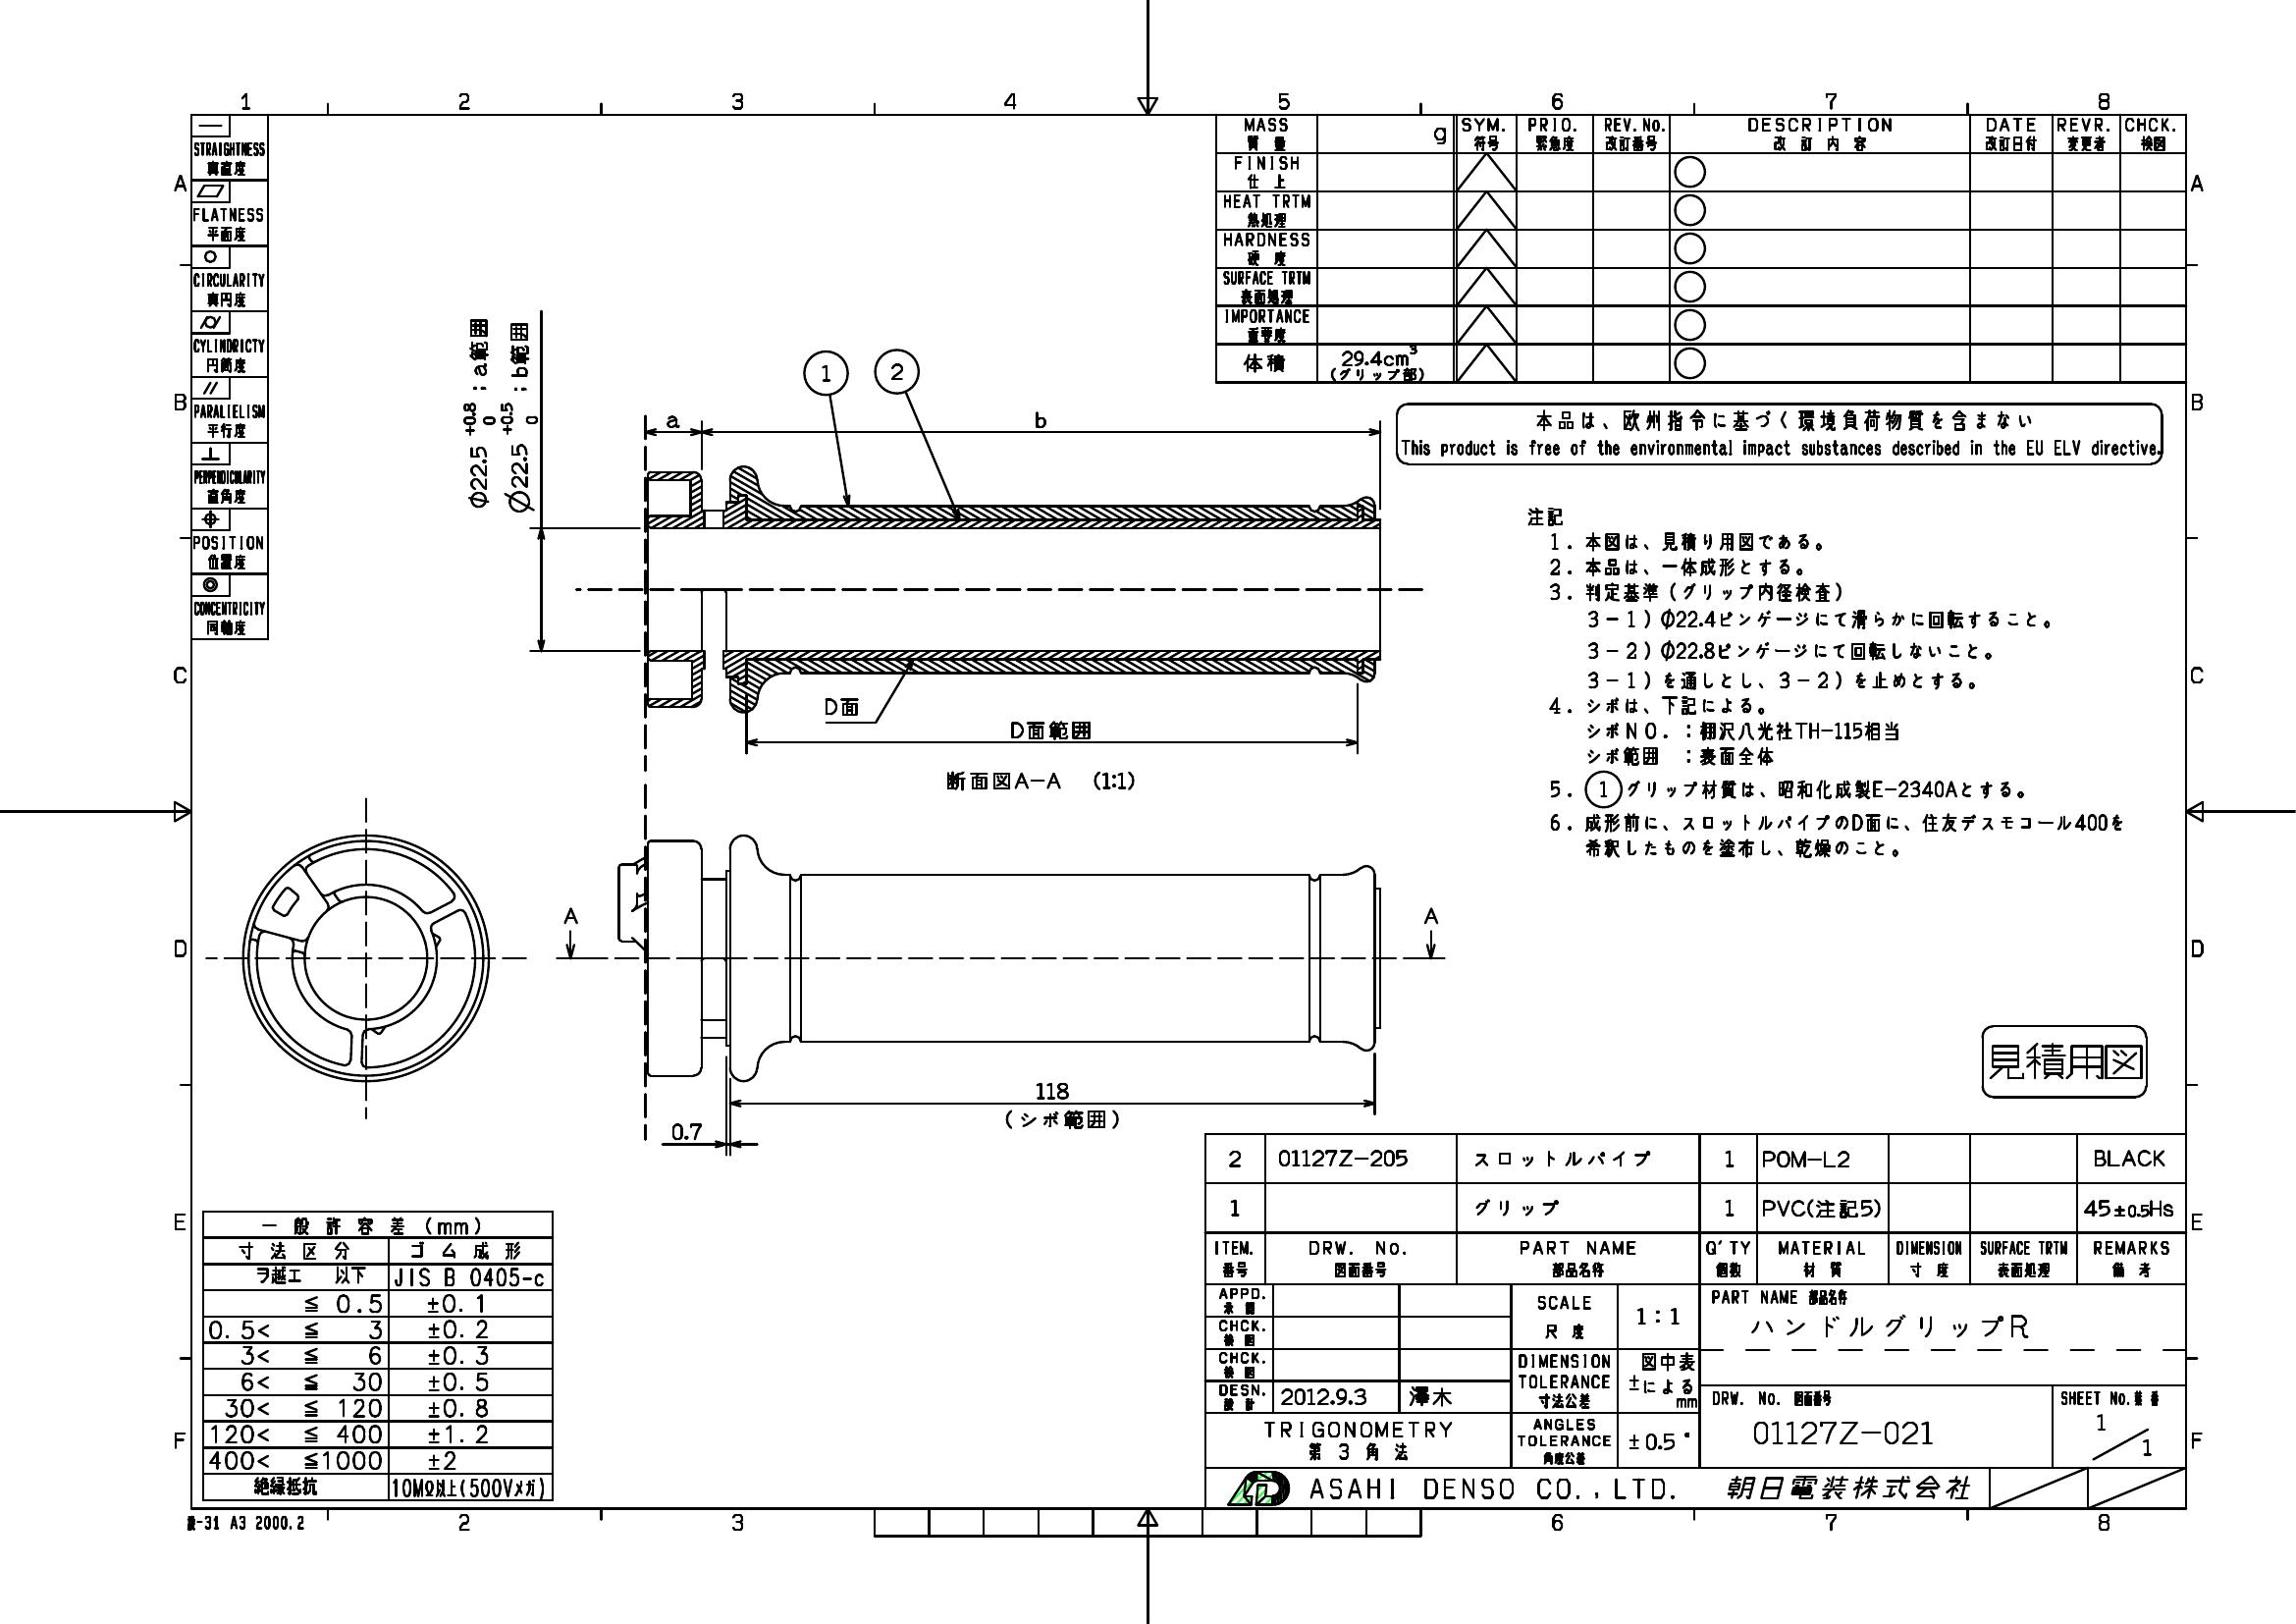 1 2 3 4 5 6 7 8
A
B
C
D
E
F
STRAIGHTNESS
真直度
FLATNESS
平面度
CIRCULARITY
真円度
CYLINDRICTY
円筒度
PARALIELISM
平行度
PERPENDICULARITY
直角度
POSITION
位置度
CONCENTRICITY
同軸度
MASS g SYM. PRIO. REV.No. DESCRIPTION DATE REVR. CHCK.
質量 符号 緊急度 改訂番号 改訂内容 改訂日付 変更者 検図
FINISH
仕上
HEAT TRTM
熱処理
HARDNESS
硬度
SURFACE TRTM
表面処理
IMPORTANCE
重要度
体積 29.4cm³
(グリップ部)
本品は、欧州指令に基づく環境負荷物質を含まない
This product is free of the environmental impact substances described in the EU ELV directive.
φ22.5 +0.8 0 ;a範囲
φ22.5 +0.5 0 ;b範囲
1 2
a b
D面
D面範囲
断面図A-A (1:1)
注記
1. 本図は、見積り用図である。
2. 本品は、一体成形とする。
3. 判定基準(グリップ内径検査)
3-1)φ22.4ピンゲージにて滑らかに回転すること。
3-2)φ22.8ピンゲージにて回転しないこと。
3-1)を通しとし、3-2)を止めとする。
4. シボは、下記による。
シボNO. :棚沢八光社TH-115相当
シボ範囲 :表面全体
5. ①グリップ材質は、昭和化成製E-2340Aとする。
6. 成形前に、スロットルパイプのD面に、住友デスモコール400を
希釈したものを塗布し、乾燥のこと。
A A
118
(シボ範囲)
0.7
見積用図
2 01127Z-205 スロットルパイプ 1 POM-L2 BLACK
1 グリップ 1 PVC(注記5) 45±0.5Hs
ITEM. DRW. No. PART NAME Q'TY MATERIAL DIMENSION SURFACE TRTM REMARKS
番号 図面番号 部品名称 個数 材質 寸度 表面処理 備考
APPD.
承認
CHCK.
検図
CHCK.
検図
DESN.
設計
2012.9.3 澤木
SCALE
尺度
1:1
DIMENSION
TOLERANCE
寸法公差
図中表
±による
mm
TRIGONOMETRY
第3角法
ANGLES
TOLERANCE
角度公差
±0.5°
PART NAME 部品名称
ハンドルグリップR
DRW. No. 図面番号
01127Z-021
SHEET No.葉番
1/1
ASAHI DENSO CO.,LTD. 朝日電装株式会社
一般許容差(mm)
寸法区分 ゴム成形
ヲ越エ 以下 JIS B 0405-c
≦ 0.5 ±0.1
0.5< ≦ 3 ±0.2
3< ≦ 6 ±0.3
6< ≦ 30 ±0.5
30< ≦ 120 ±0.8
120< ≦ 400 ±1.2
400< ≦1000 ±2
絶縁抵抗 10MΩ以上(500Vメガ)
-31 A3 2000.2
2 3 6 7 8
A
B
C
D
E
F